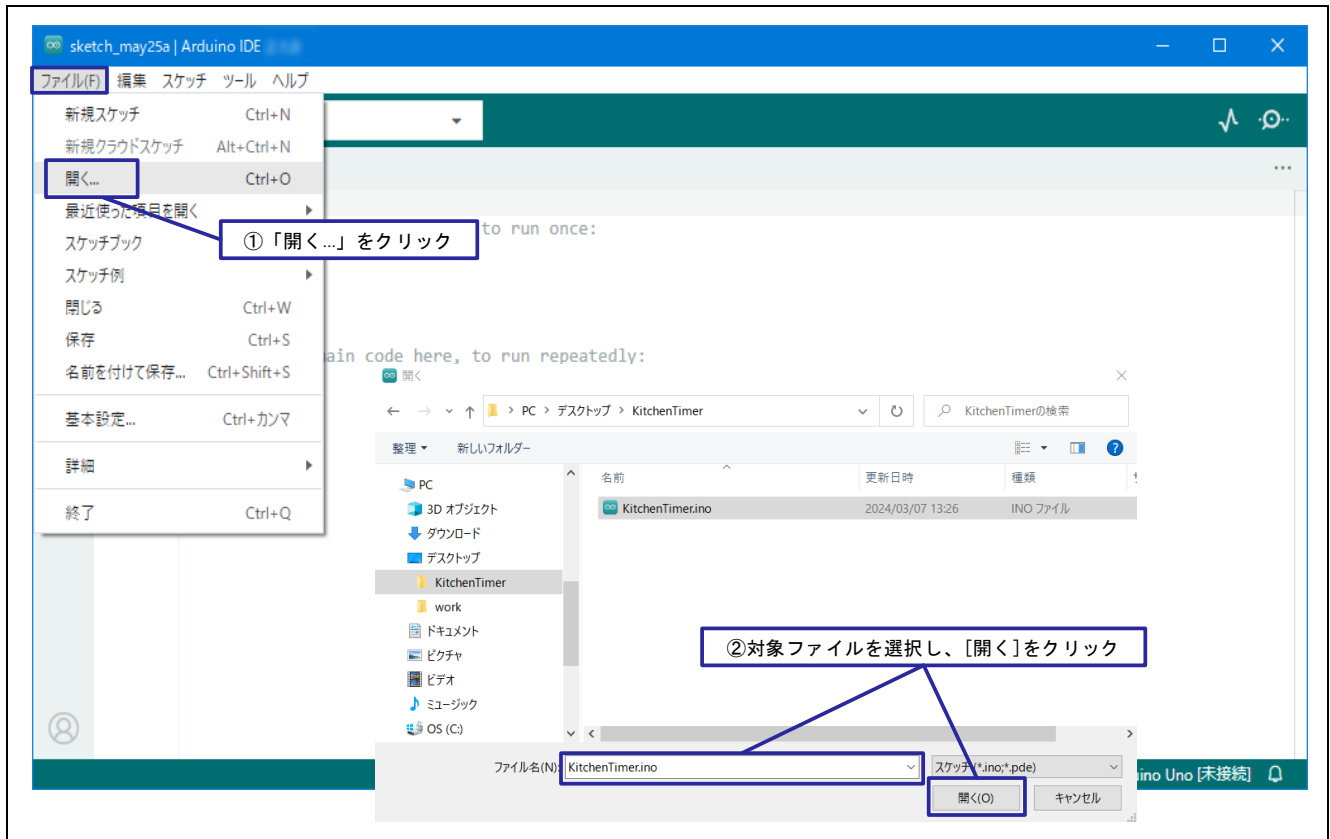 sketch_may25a | Arduino IDE
ファイル(F) 編集 スケッチ ツール ヘルプ
新規スケッチ Ctrl+N
新規クラウドスケッチ Alt+Ctrl+N
開く... Ctrl+O
最近使った項目を開く
スケッチブック
①「開く…」をクリック
to run once:
スケッチ例
閉じる Ctrl+W
保存 Ctrl+S
ain code here, to run repeatedly:
名前を付けて保存... Ctrl+Shift+S
基本設定... Ctrl+カンマ
詳細
終了 Ctrl+Q
開く
PC > デスクトップ > KitchenTimer
KitchenTimerの検索
整理 新しいフォルダー
名前 更新日時 種類
KitchenTimer.ino 2024/03/07 13:26 INO ファイル
PC
3D オブジェクト
ダウンロード
デスクトップ
KitchenTimer
work
ドキュメント
ピクチャ
ビデオ
ミュージック
OS (C:)
②対象ファイルを選択し、[開く]をクリック
ファイル名(N): KitchenTimer.ino スケッチ (*.ino;*.pde)
開く(O) キャンセル
ino Uno [未接続]